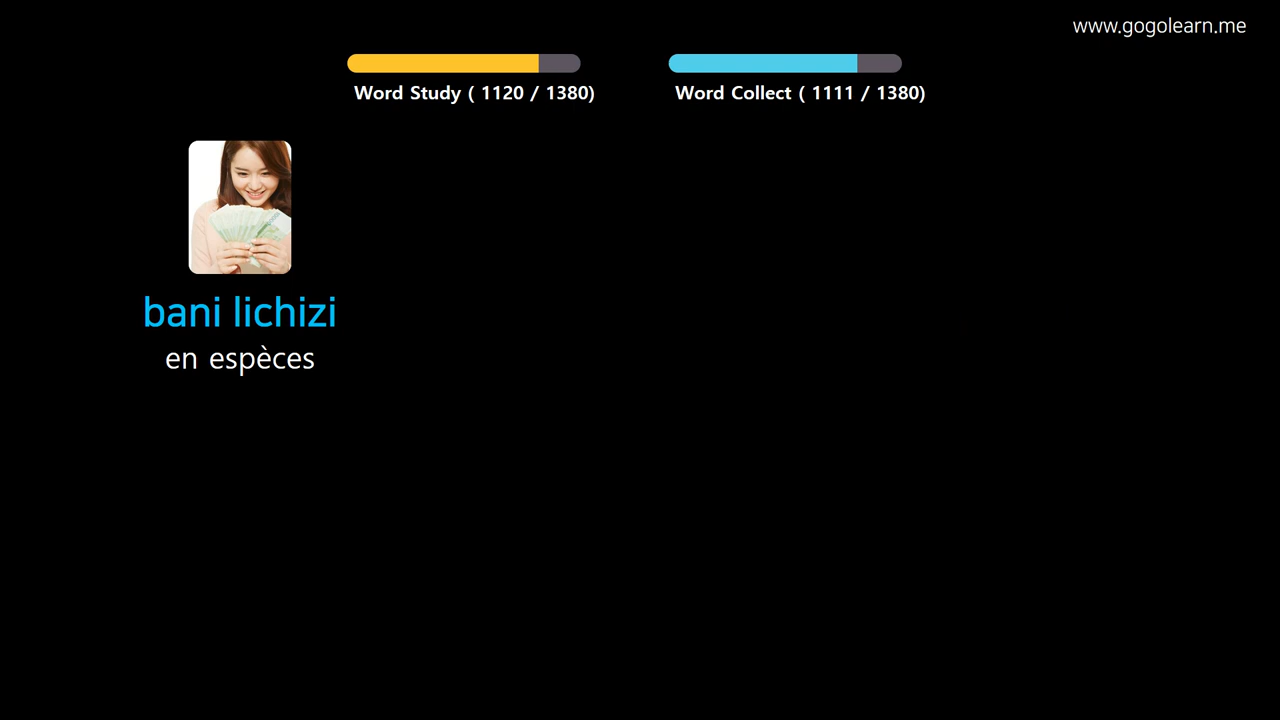 www.gogolearn.me
Word Study ( 1120 / 1380)
Word Collect ( 1111 / 1380)
bani lichizi
en espèces